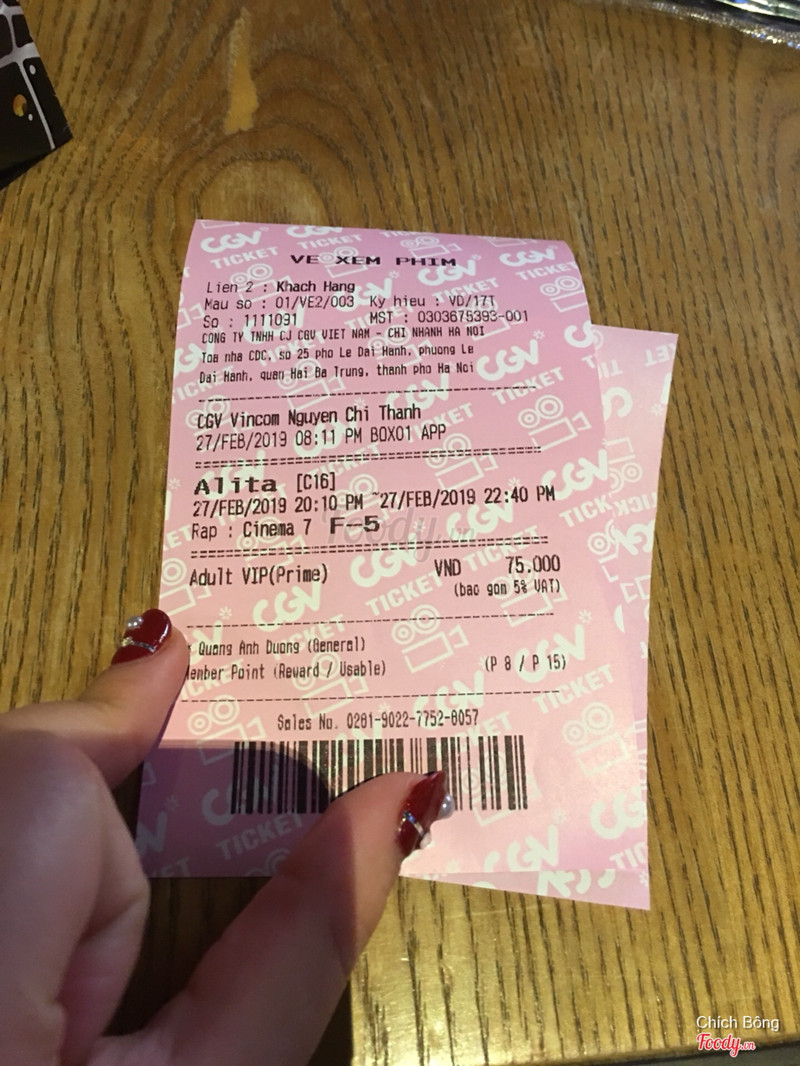 VE XEM PHIM
Lien 2 : Khach Hang
Mau so : 01/VE2/003 Ky hieu : VD/17T
So : 1111091 MST : 0303675393-001
CONG TY TNHH CJ CGV VIET NAM - CHI NHANH HA NOI
Toa nha CDC, so 25 pho Le Dai Hanh, phuong Le
Dai Hanh, quan Hai Ba Trung, thanh pho Ha Noi
CGV Vincom Nguyen Chi Thanh
27/FEB/2019 08:11 PM BOX01 APP
Alita [C16]
27/FEB/2019 20:10 PM ~27/FEB/2019 22:40 PM
Rap : Cinema 7 F-5
Adult VIP(Prime) VND 75.000
(bao gom 5% VAT)
Quang Anh Duong (General)
Member Point (Reward / Usable) (P 8 / P 15)
Sales No. 0281-9022-7752-8057
CGV TICKET
Foody.vn
Chích Bông
Foody.vn